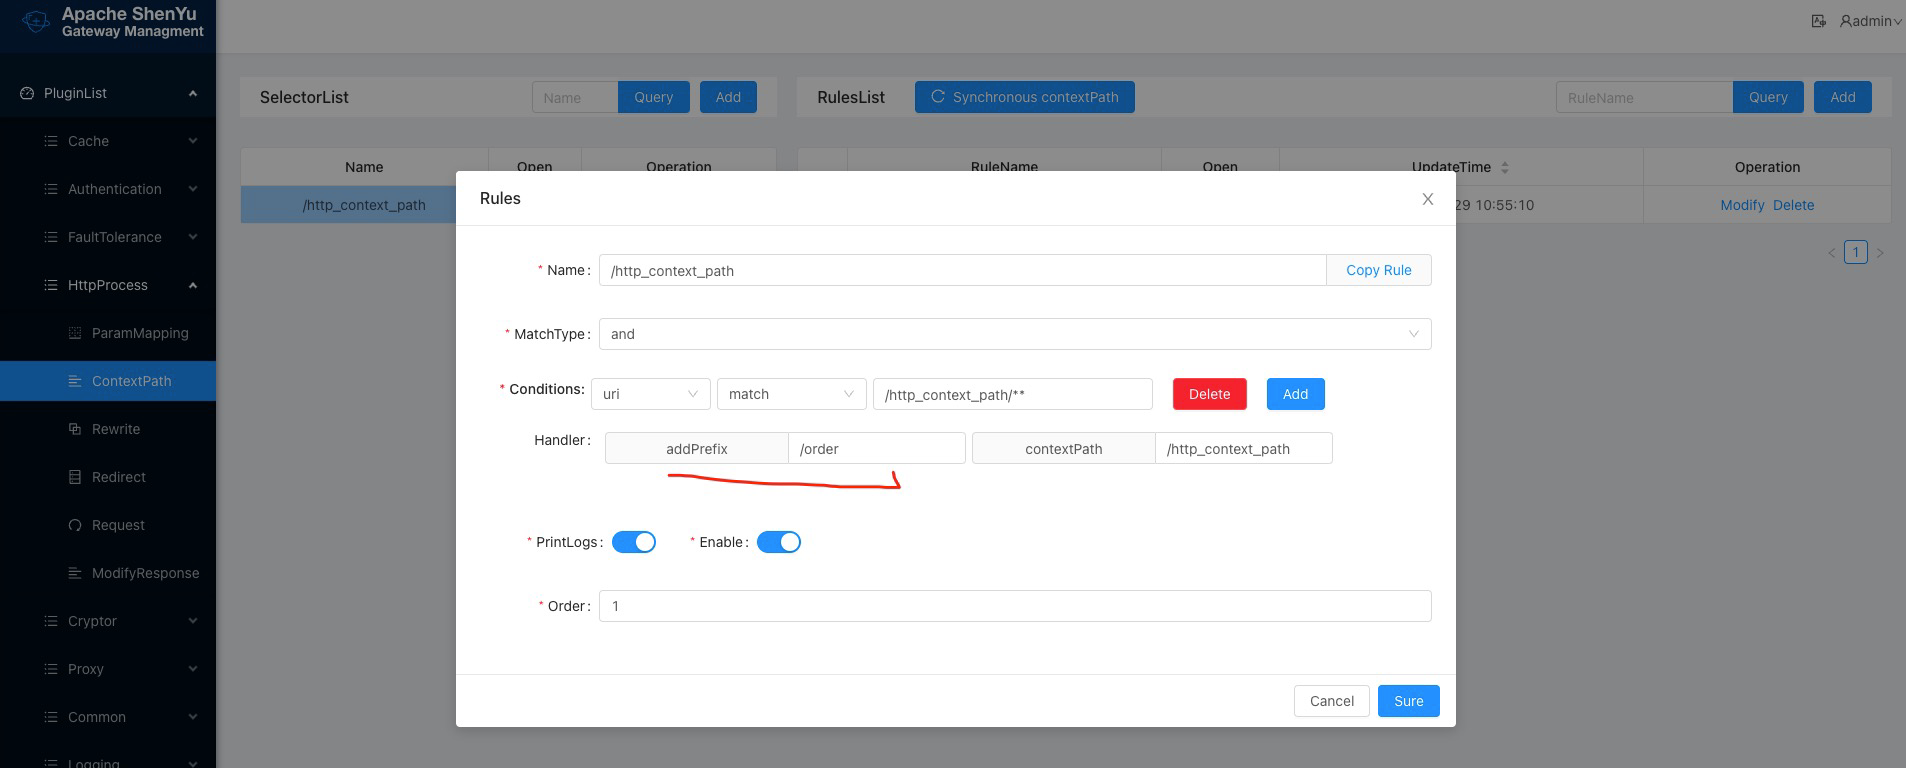 Apache ShenYu
Gateway Managment
admin
PluginList
Cache
Authentication
FaultTolerance
HttpProcess
ParamMapping
ContextPath
Rewrite
Redirect
Request
ModifyResponse
Cryptor
Proxy
Common
Logging
SelectorList
Name
Query
Add
RulesList
Synchronous contextPath
RuleName
Query
Add
Name
Open
Operation
RuleName
Open
UpdateTime
Operation
/http_context_path
29 10:55:10
Modify Delete
1
Rules
* Name: /http_context_path Copy Rule
* MatchType: and
* Conditions: uri match /http_context_path/** Delete Add
Handler: addPrefix /order contextPath /http_context_path
* PrintLogs: * Enable:
* Order: 1
Cancel Sure